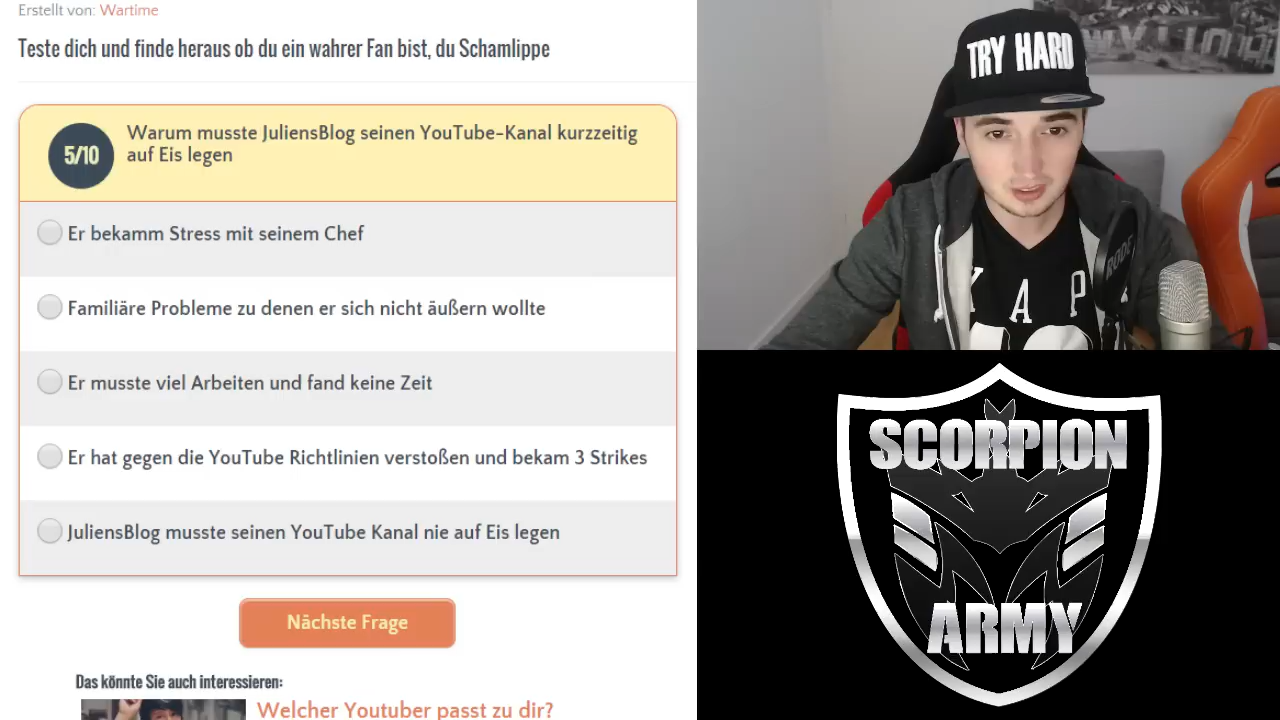 Erstellt von: Wartime
Teste dich und finde heraus ob du ein wahrer Fan bist, du Schamlippe
5/10
Warum musste JuliensBlog seinen YouTube-Kanal kurzzeitig
auf Eis legen
Er bekamm Stress mit seinem Chef
Familiäre Probleme zu denen er sich nicht äußern wollte
Er musste viel Arbeiten und fand keine Zeit
Er hat gegen die YouTube Richtlinien verstoßen und bekam 3 Strikes
JuliensBlog musste seinen YouTube Kanal nie auf Eis legen
Nächste Frage
Das könnte Sie auch interessieren:
Welcher Youtuber passt zu dir?
TRY HARD
RODE
SCORPION
ARMY